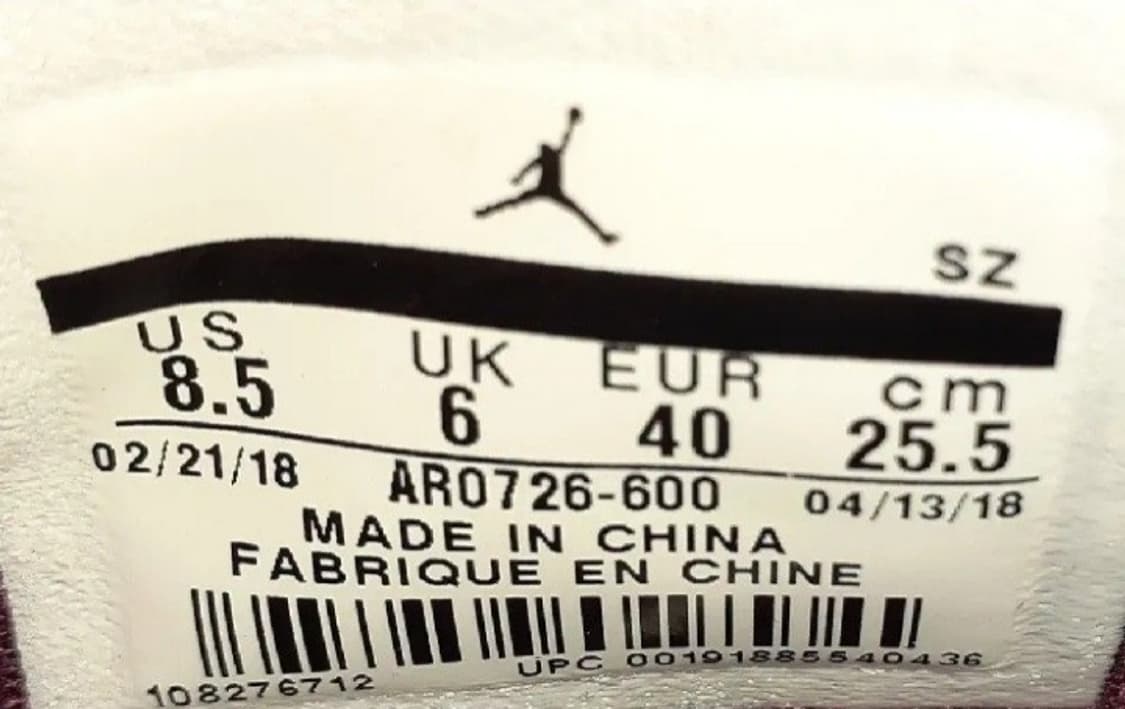 SZ
US UK EUR cm
8.5 6 40 25.5
02/21/18 AR0726-600 04/13/18
MADE IN CHINA
FABRIQUE EN CHINE
UPC 00191885540436
108276712